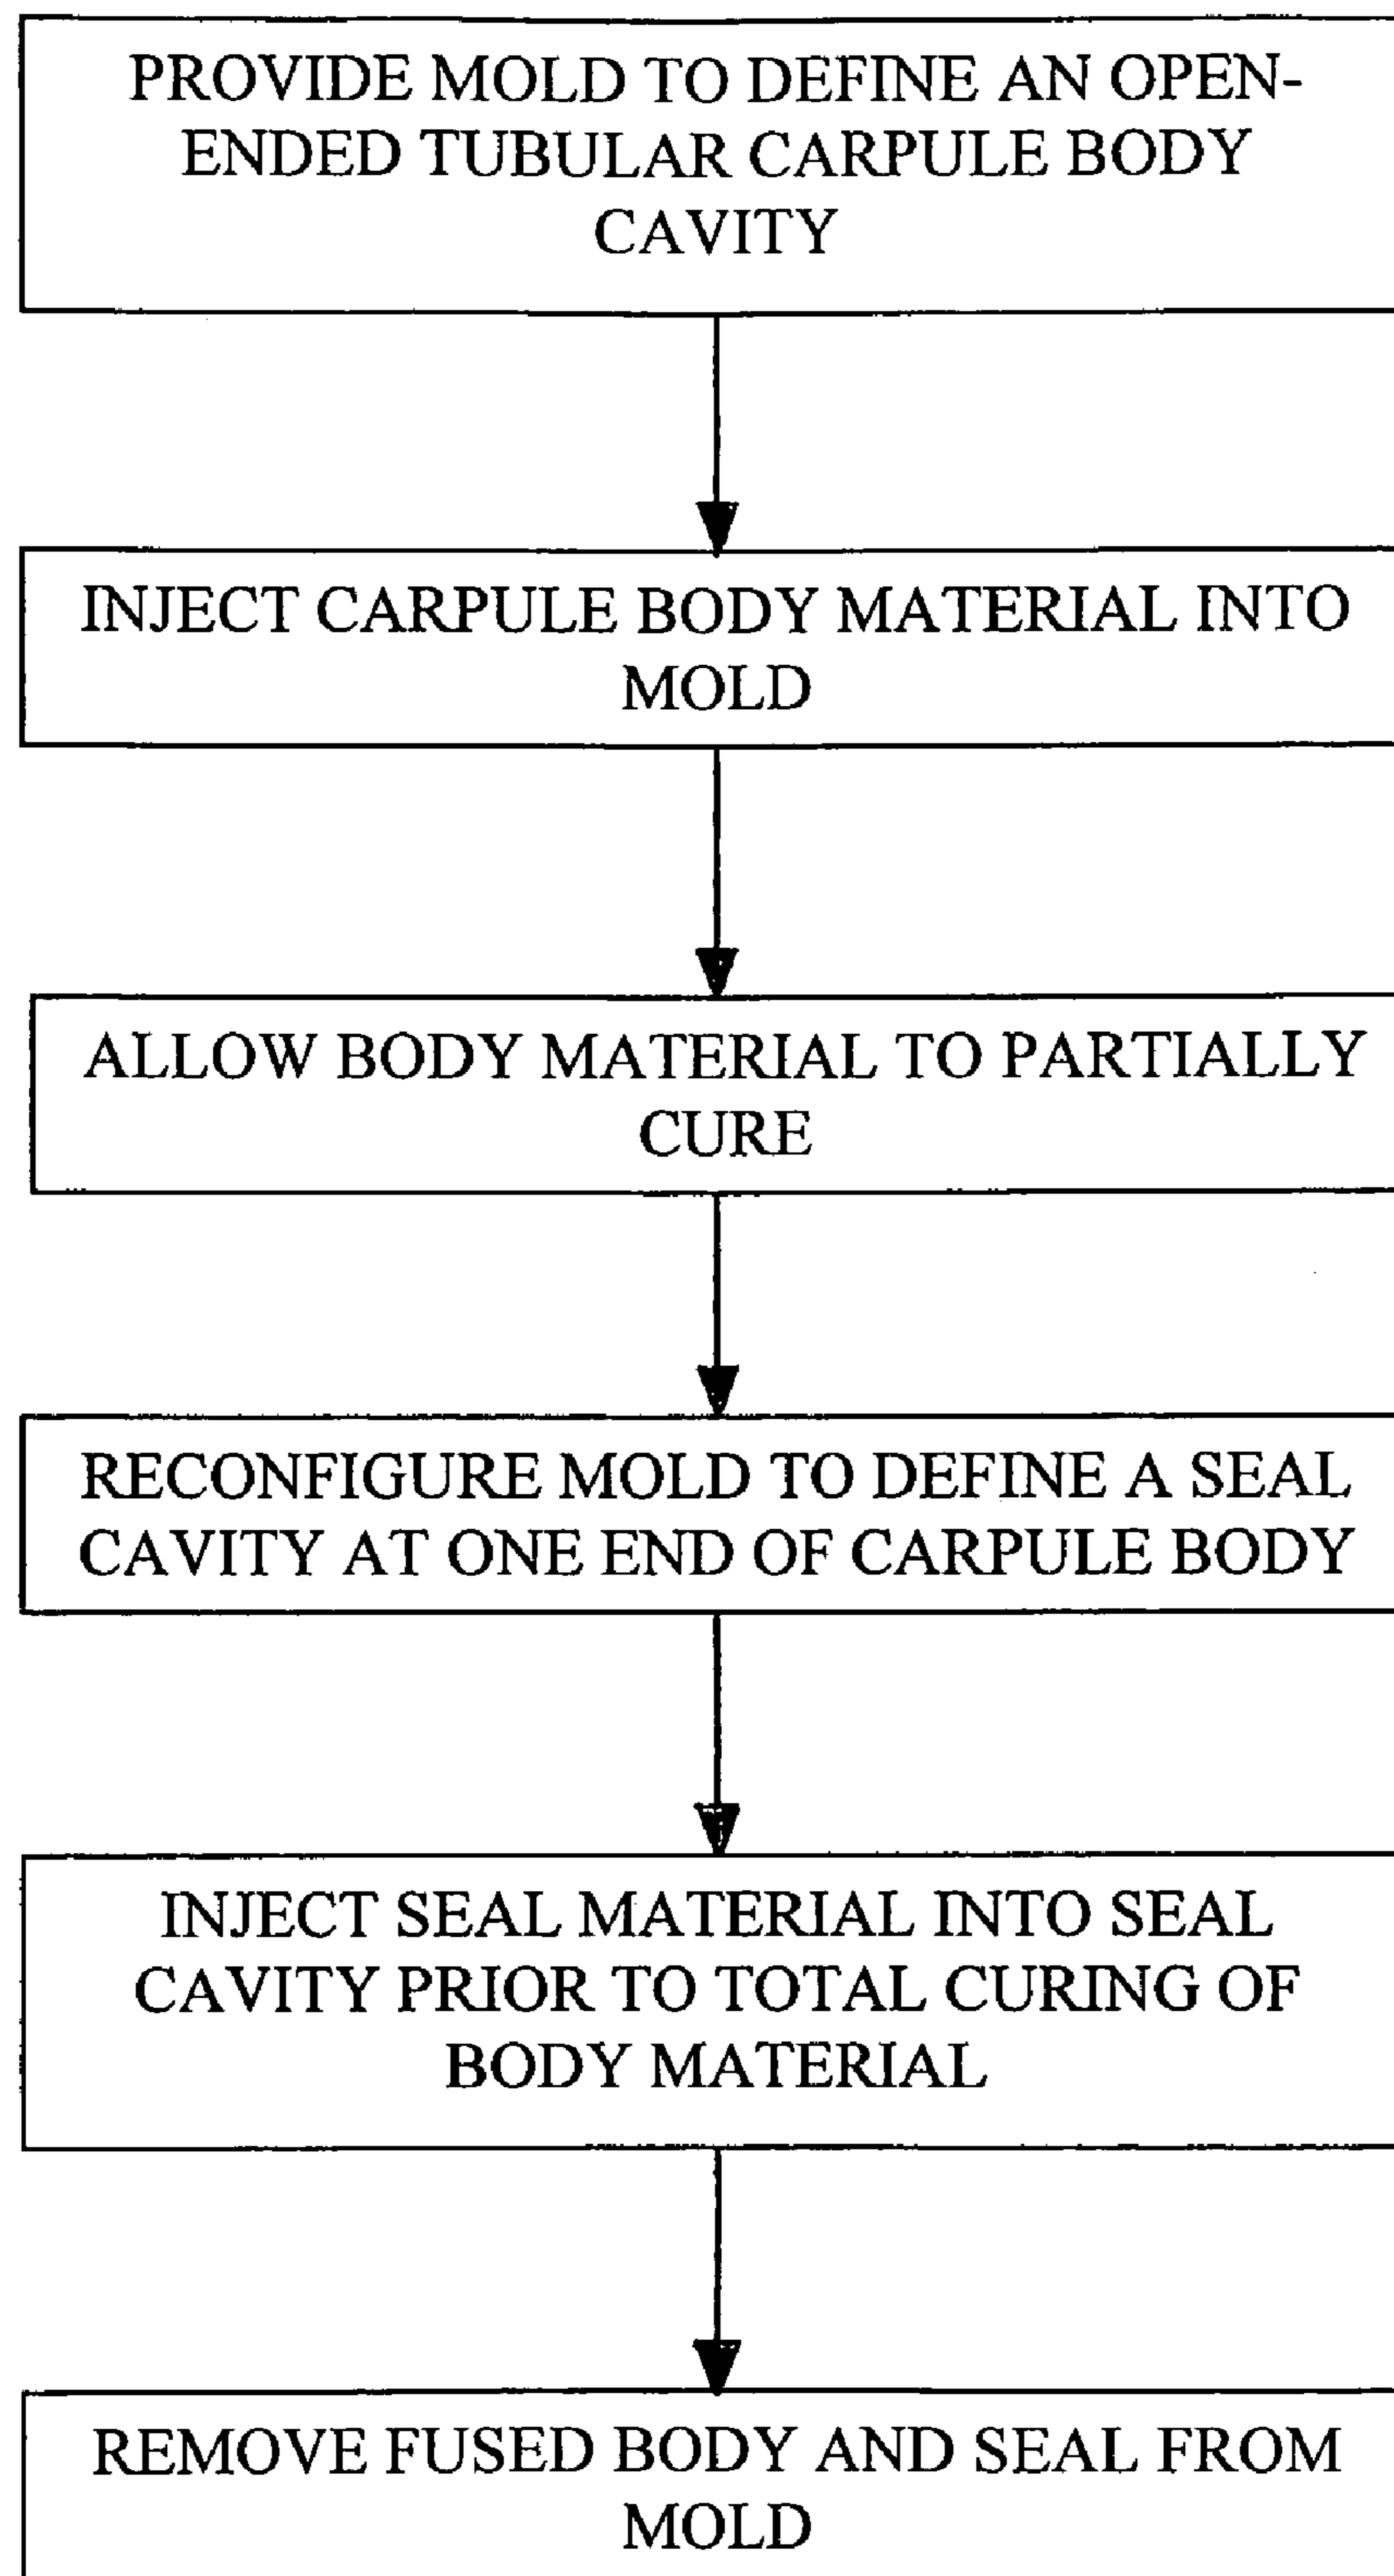 PROVIDE MOLD TO DEFINE AN OPEN-
ENDED TUBULAR CARPULE BODY
CAVITY
INJECT CARPULE BODY MATERIAL INTO
MOLD
ALLOW BODY MATERIAL TO PARTIALLY
CURE
RECONFIGURE MOLD TO DEFINE A SEAL
CAVITY AT ONE END OF CARPULE BODY
INJECT SEAL MATERIAL INTO SEAL
CAVITY PRIOR TO TOTAL CURING OF
BODY MATERIAL
REMOVE FUSED BODY AND SEAL FROM
MOLD